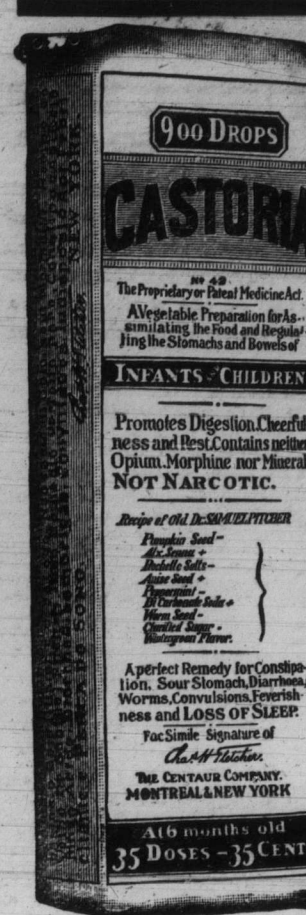 900 DROPS
CASTORIA
No 42
The Proprietary or Patent Medicine Act.
A Vegetable Preparation for As-
similating the Food and Regulat
ing the Stomachs and Bowels of
INFANTS CHILDREN
Promotes Digestion.Cheerful
ness and Rest.Contains neither
Opium.Morphine nor Mineral
NOT NARCOTIC.
Recipe of Old Dr. SAMUEL PITCHER
Pumpkin Seed -
Alx. Senna +
Rochelle Salts -
Anise Seed +
Peppermint -
Bi Carbonate Soda +
Worm Seed -
Clarified Sugar -
Wintergreen Flavor.
A perfect Remedy for Constipa-
tion, Sour Stomach,Diarrhoea,
Worms,Convulsions,Feverish-
ness and LOSS OF SLEEP.
Fac Simile Signature of
Chas H Fletcher.
THE CENTAUR COMPANY.
MONTREAL & NEW YORK
At 6 months old
35 DOSES - 35 CENT
NEW YORK